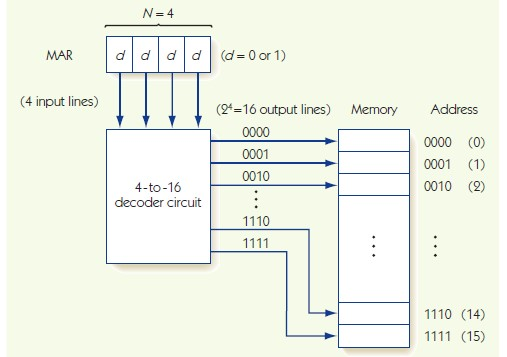 N = 4
MAR d d d d (d = 0 or 1)
(4 input lines) (2⁴=16 output lines) Memory Address
0000 0000 (0)
0001 0001 (1)
0010 0010 (2)
4-to-16
decoder circuit
1110
1111
1110 (14)
1111 (15)